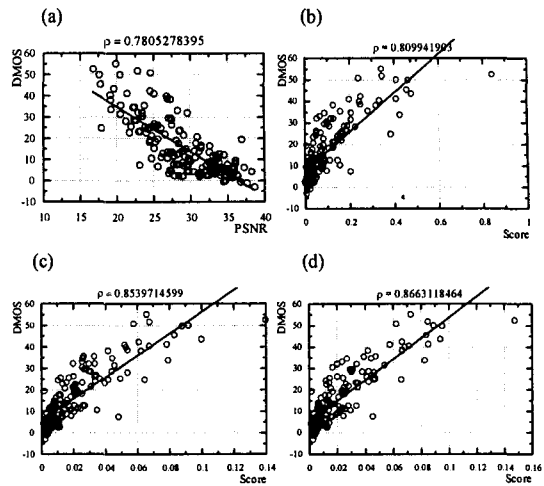 (a)
ρ = 0.7805278395
DMOS
60
50
40
30
20
10
0
-10
10 15 20 25 30 35 40
PSNR
(b)
ρ = 0.809941903
DMOS
60
50
40
30
20
10
0
-10
0 0.2 0.4 0.6 0.8 1
Score
(c)
ρ = 0.8539714599
DMOS
60
50
40
30
20
10
0
-10
0 0.02 0.04 0.06 0.08 0.1 0.12 0.14
Score
(d)
ρ = 0.8663118464
DMOS
60
50
40
30
20
10
0
-10
0 0.02 0.04 0.06 0.08 0.1 0.12 0.14 0.16
Score